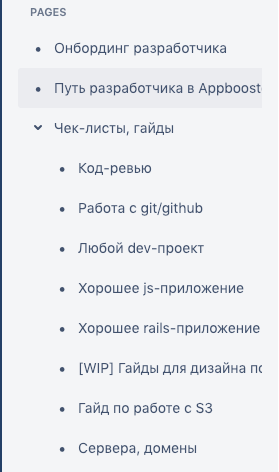 PAGES
Онбординг разработчика
Путь разработчика в Appboost
Чек-листы, гайды
Код-ревью
Работа с git/github
Любой dev-проект
Хорошее js-приложение
Хорошее rails-приложение
[WIP] Гайды для дизайна по
Гайд по работе с S3
Сервера, домены